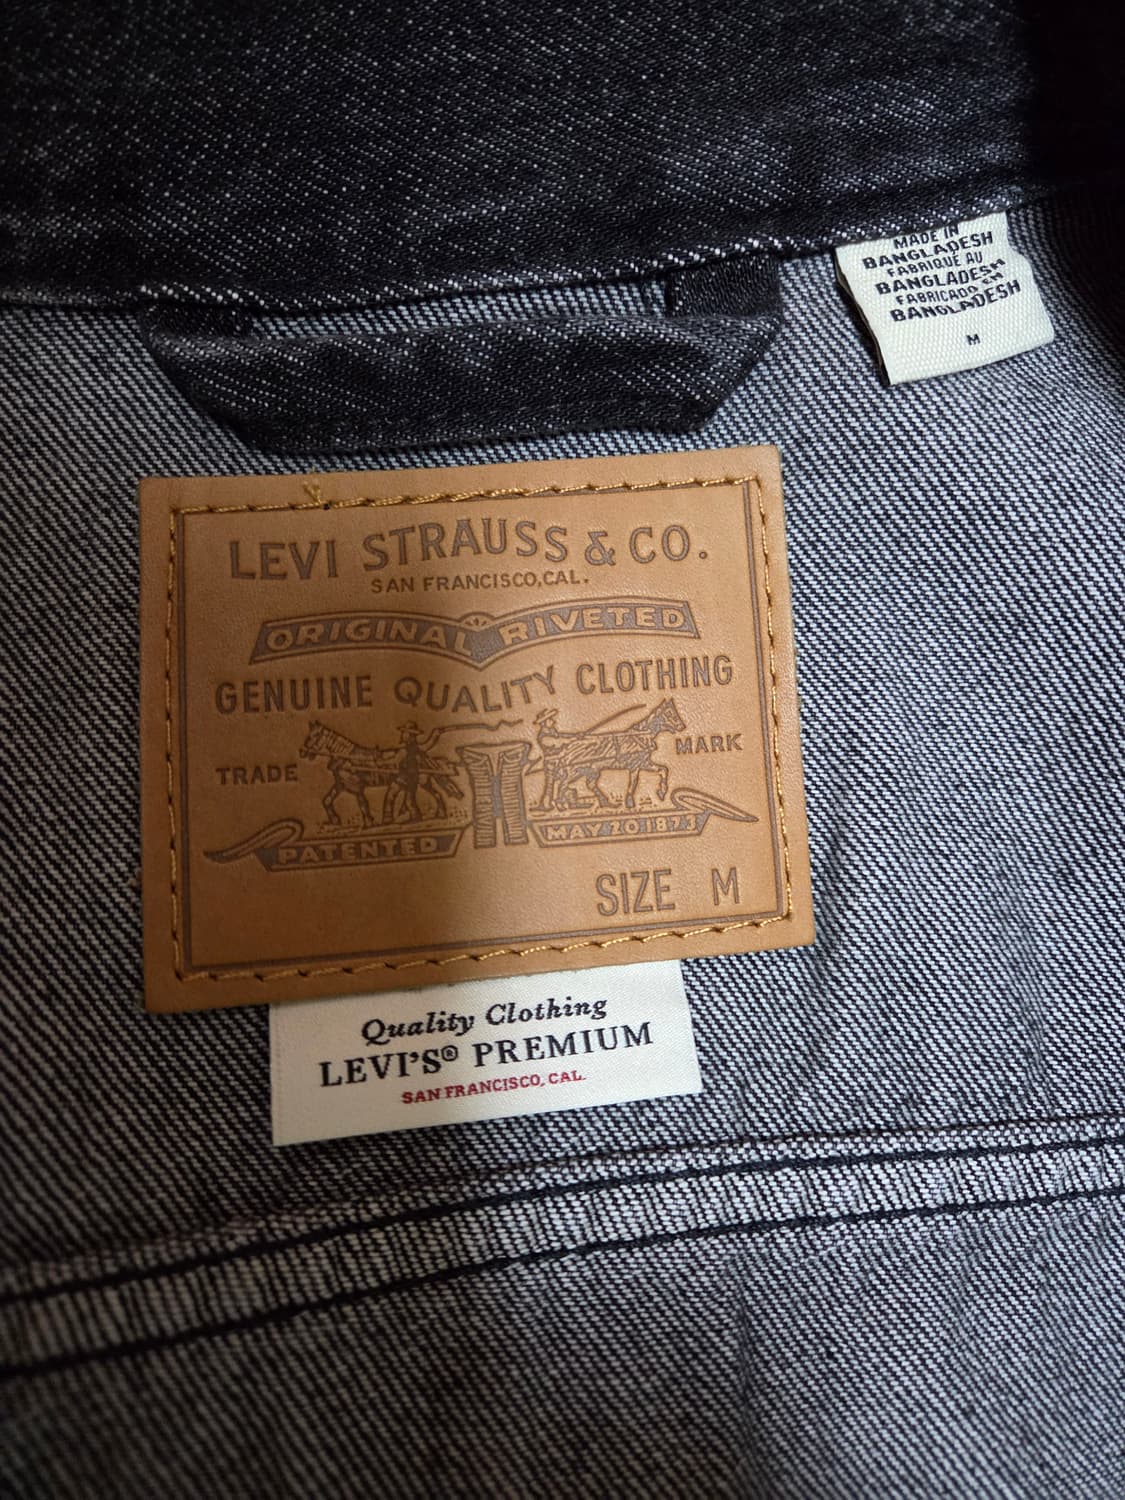 MADE IN
BANGLADESH
FABRIQUÉ AU
BANGLADESH
FABRICADO EN
BANGLADESH
M
LEVI STRAUSS & CO.
SAN FRANCISCO, CAL.
ORIGINAL RIVETED
GENUINE QUALITY CLOTHING
TRADE MARK
PATENTED MAY 20 1873
SIZE M
Quality Clothing
LEVI'S® PREMIUM
SAN FRANCISCO, CAL.